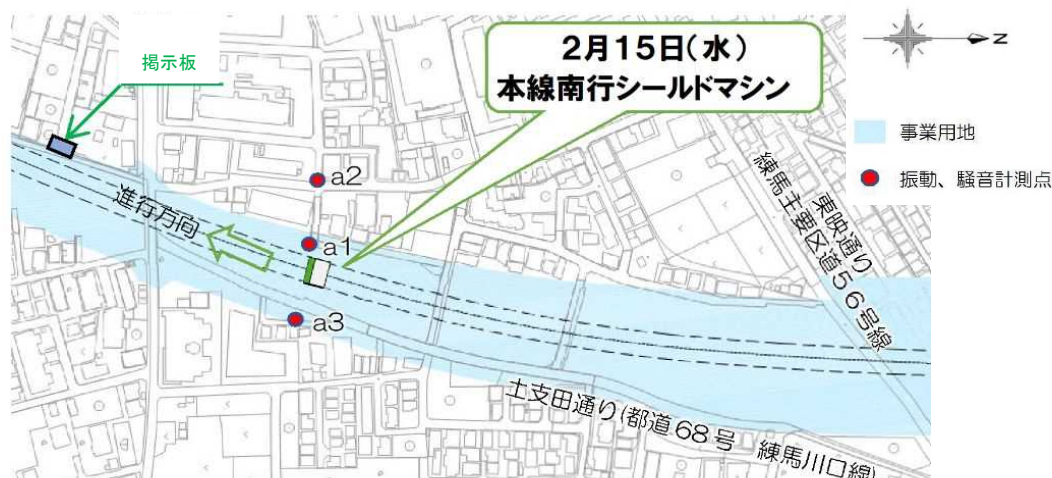 掲示板
2月15日(水)
本線南行シールドマシン
N
事業用地
振動、騒音計測点
a2
進行方向
a1
a3
東映通り
練馬主要区道56号線
土支田通り(都道68号 練馬川口線)